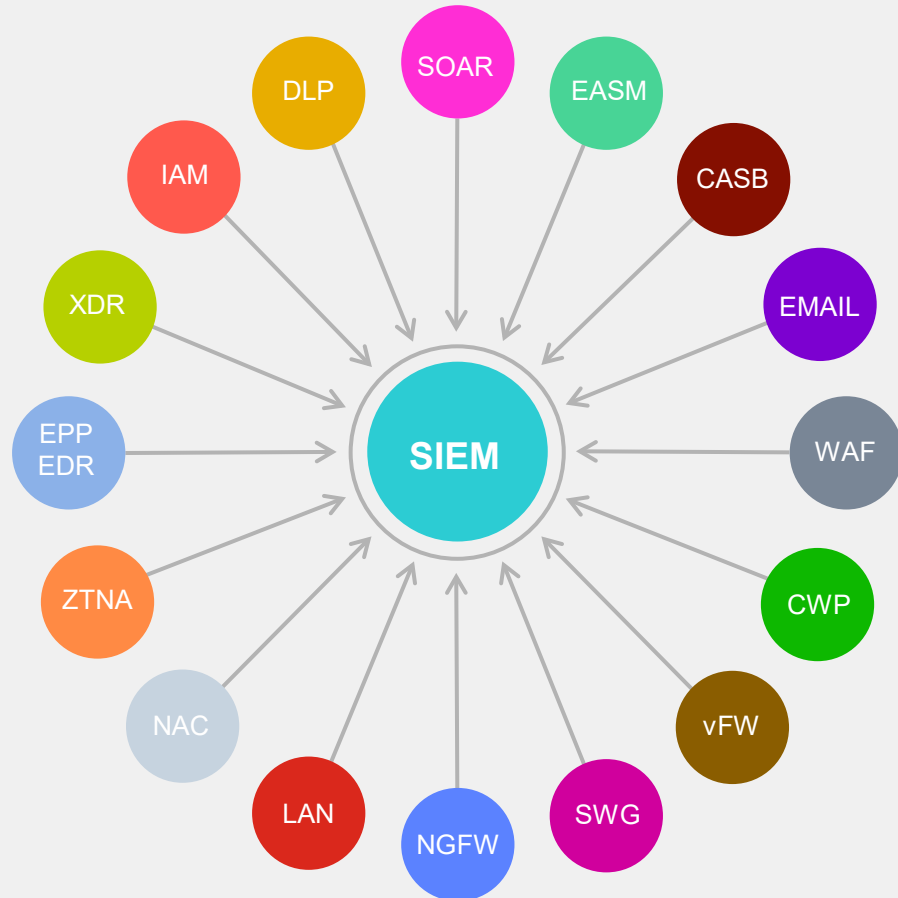 SOAR
EASM
CASB
EMAIL
WAF
CWP
vFW
SWG
NGFW
LAN
NAC
ZTNA
EPP
EDR
XDR
IAM
DLP
SIEM